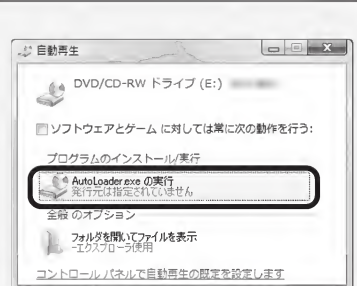 自動再生
DVD/CD-RW ドライブ (E:)
ソフトウェアとゲーム に対しては常に次の動作を行う:
プログラムのインストール/実行
AutoLoader.exe の実行
発行元は指定されていません
全般 のオプション
フォルダを開いてファイルを表示
-エクスプローラ使用
コントロール パネルで自動再生の既定を設定します